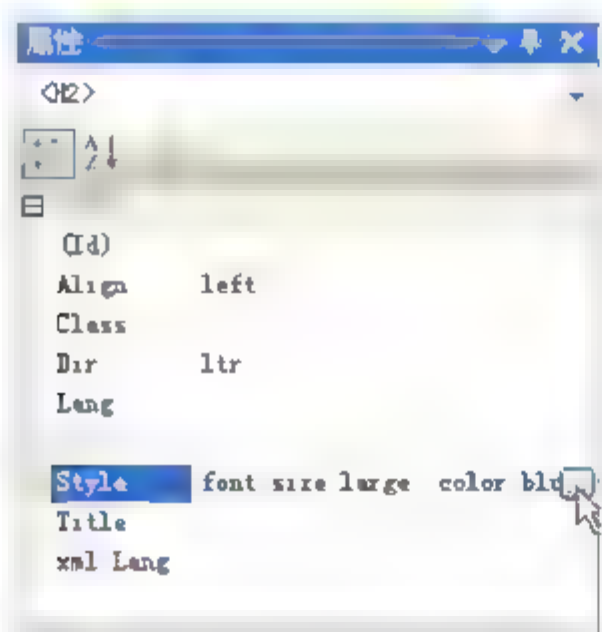 属性
<H2>
(Id)
Align left
Class
Dir ltr
Lang
Style font size large color blu
Title
xml Lang